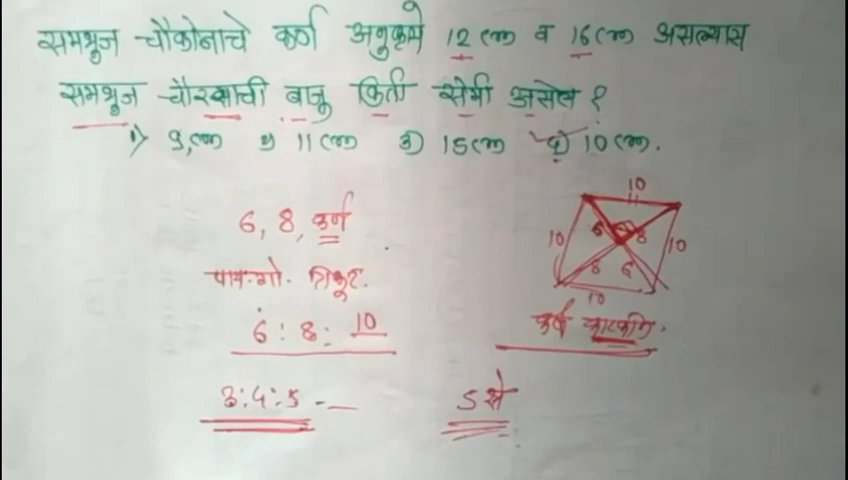 समभुज चौकोनाचे कर्ण अनुक्रमे 12 cm व 16 cm असल्यास
समभुज चौरसाची बाजू किती सेमी असेल ?
1) 9 cm 2) 11 cm 3) 15 cm 4) 10 cm.
6, 8, कर्ण
पाय.गो. त्रिकुट.
6 : 8 : 10
3:4:5 -
10
10 6 8 10
8 6
10
कर्ण काटकोन.